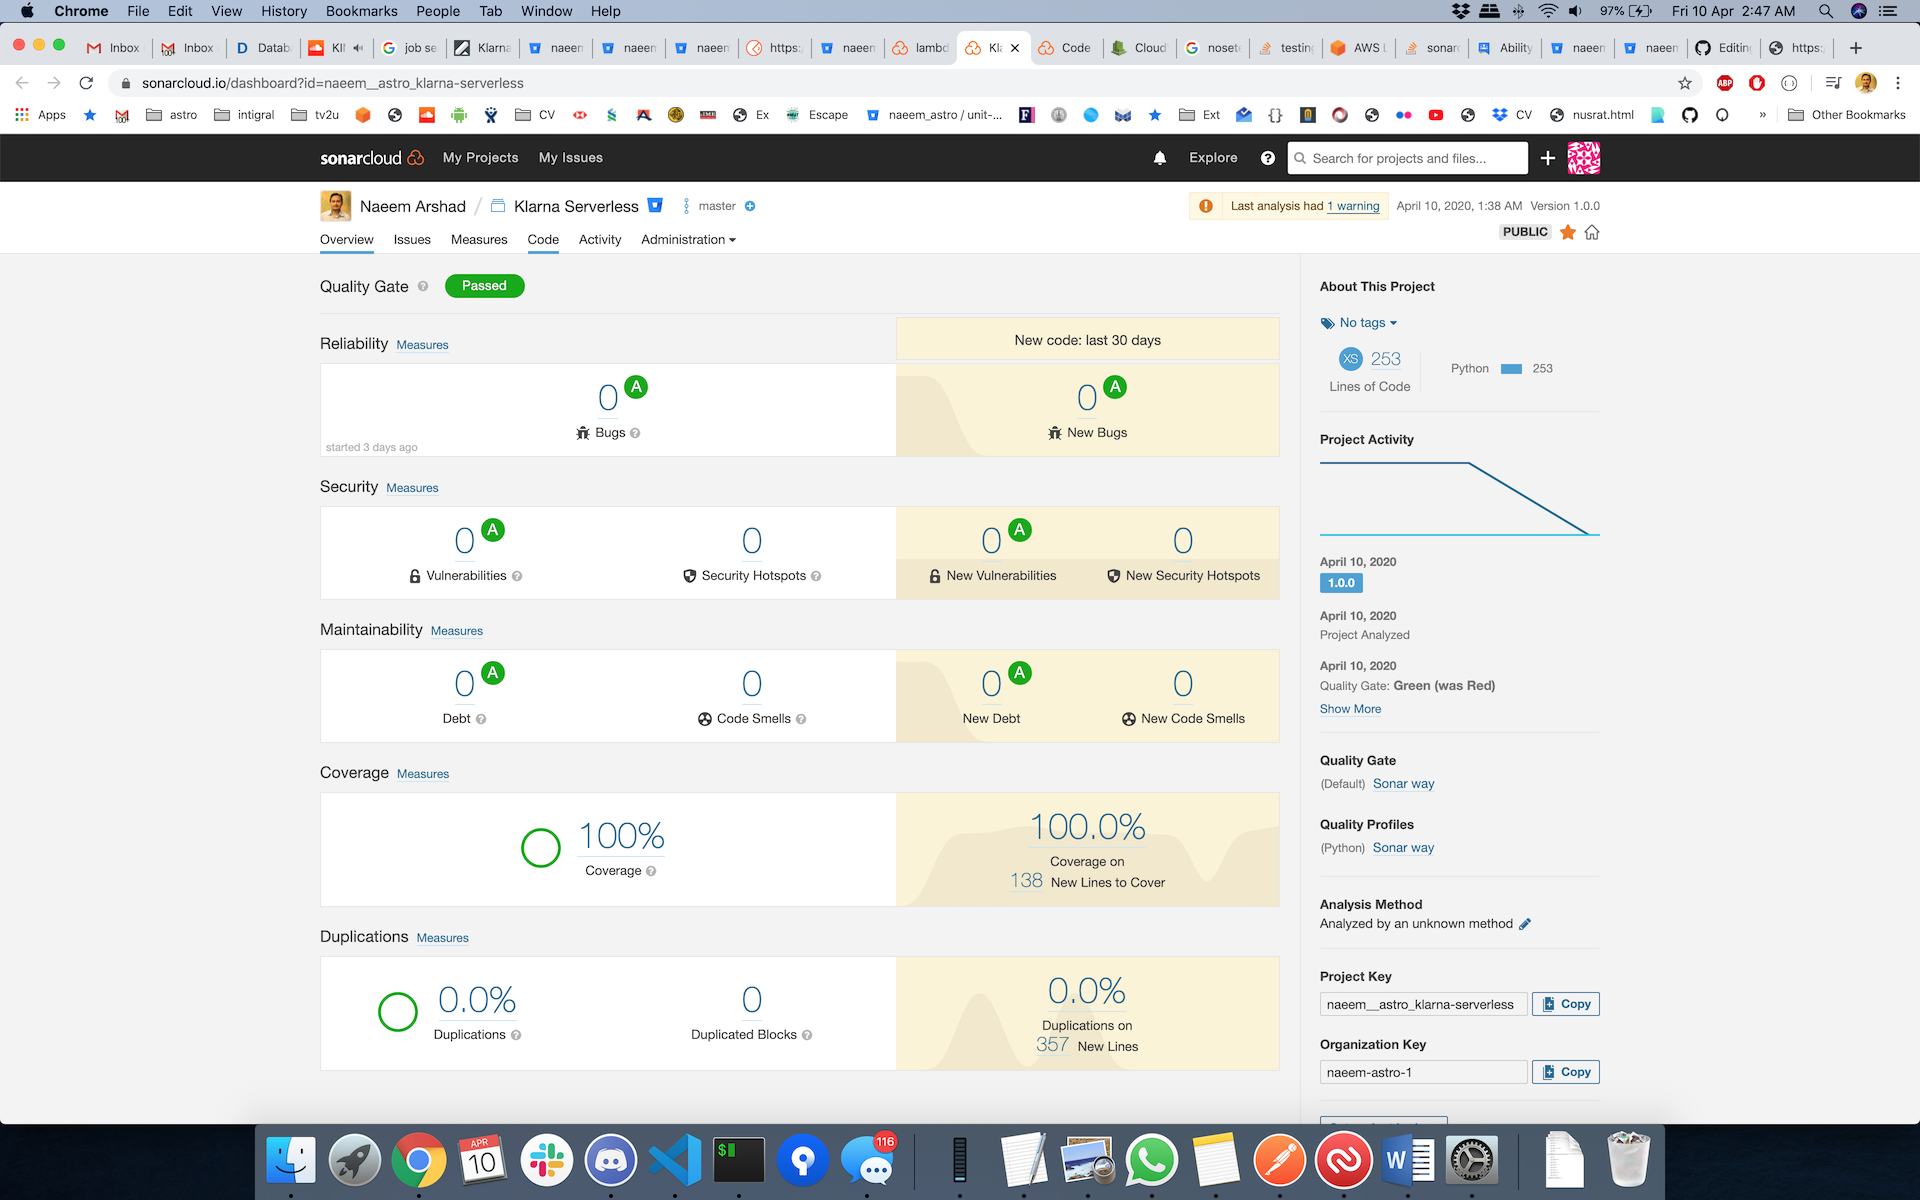 Chrome File Edit View History Bookmarks People Tab Window Help 97% Fri 10 Apr 2:47 AM
Inbox Inbox Datab Kl job se Klarna naeem naeem naeem https: naeem lambd Kla Code Cloud nosete testing AWS L sonar Ability naeem naeem Editing https:
sonarcloud.io/dashboard?id=naeem__astro_klarna-serverless ABP
Apps astro intigral tv2u CV Ex Escape naeem_astro / unit-... Ext CV nusrat.html » Other Bookmarks
sonarcloud My Projects My Issues Explore Search for projects and files...
Naeem Arshad / Klarna Serverless master Last analysis had 1 warning April 10, 2020, 1:38 AM Version 1.0.0
PUBLIC
Overview Issues Measures Code Activity Administration
Quality Gate Passed
Reliability Measures
New code: last 30 days
0 A
Bugs
started 3 days ago
0 A
New Bugs
Security Measures
0 A
Vulnerabilities
0
Security Hotspots
0 A
New Vulnerabilities
0
New Security Hotspots
Maintainability Measures
0 A
Debt
0
Code Smells
0 A
New Debt
0
New Code Smells
Coverage Measures
100%
Coverage
100.0%
Coverage on
138 New Lines to Cover
Duplications Measures
0.0%
Duplications
0
Duplicated Blocks
0.0%
Duplications on
357 New Lines
About This Project
No tags
XS 253
Lines of Code
Python 253
Project Activity
April 10, 2020
1.0.0
April 10, 2020
Project Analyzed
April 10, 2020
Quality Gate: Green (was Red)
Show More
Quality Gate
(Default) Sonar way
Quality Profiles
(Python) Sonar way
Analysis Method
Analyzed by an unknown method
Project Key
naeem__astro_klarna-serverless Copy
Organization Key
naeem-astro-1 Copy
APR
10
$
116
W